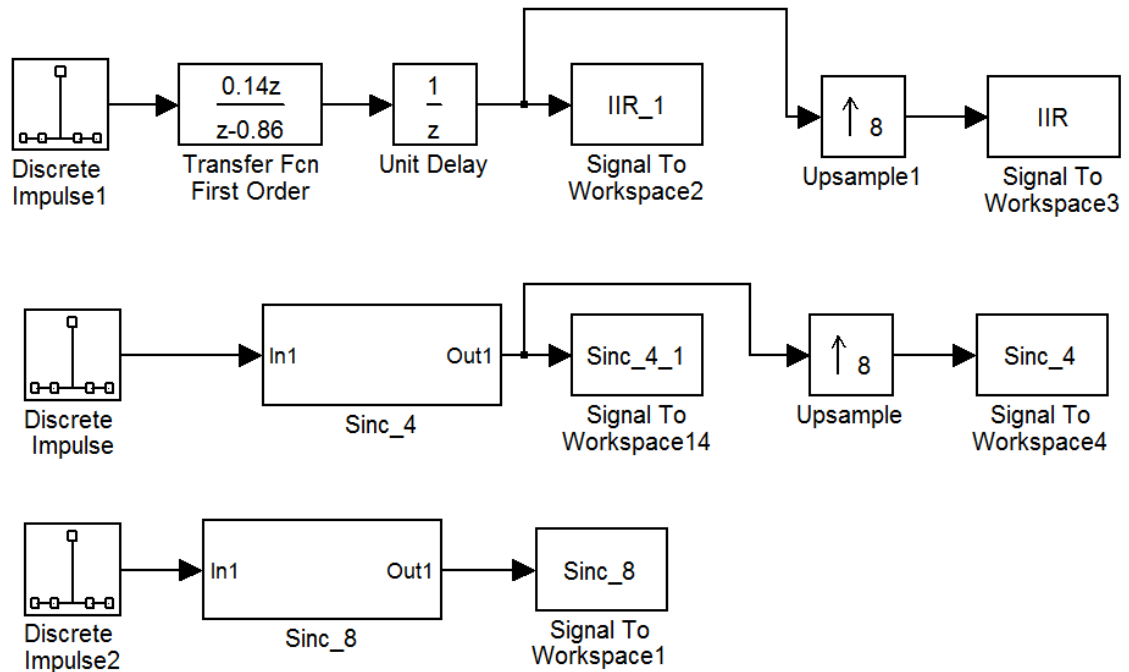 0.14z
z-0.86
1
z
IIR_1
↑ 8
IIR
Discrete
Impulse1
Transfer Fcn
First Order
Unit Delay
Signal To
Workspace2
Upsample1
Signal To
Workspace3
In1
Out1
Sinc_4_1
↑ 8
Sinc_4
Discrete
Impulse
Sinc_4
Signal To
Workspace14
Upsample
Signal To
Workspace4
In1
Out1
Sinc_8
Discrete
Impulse2
Sinc_8
Signal To
Workspace1